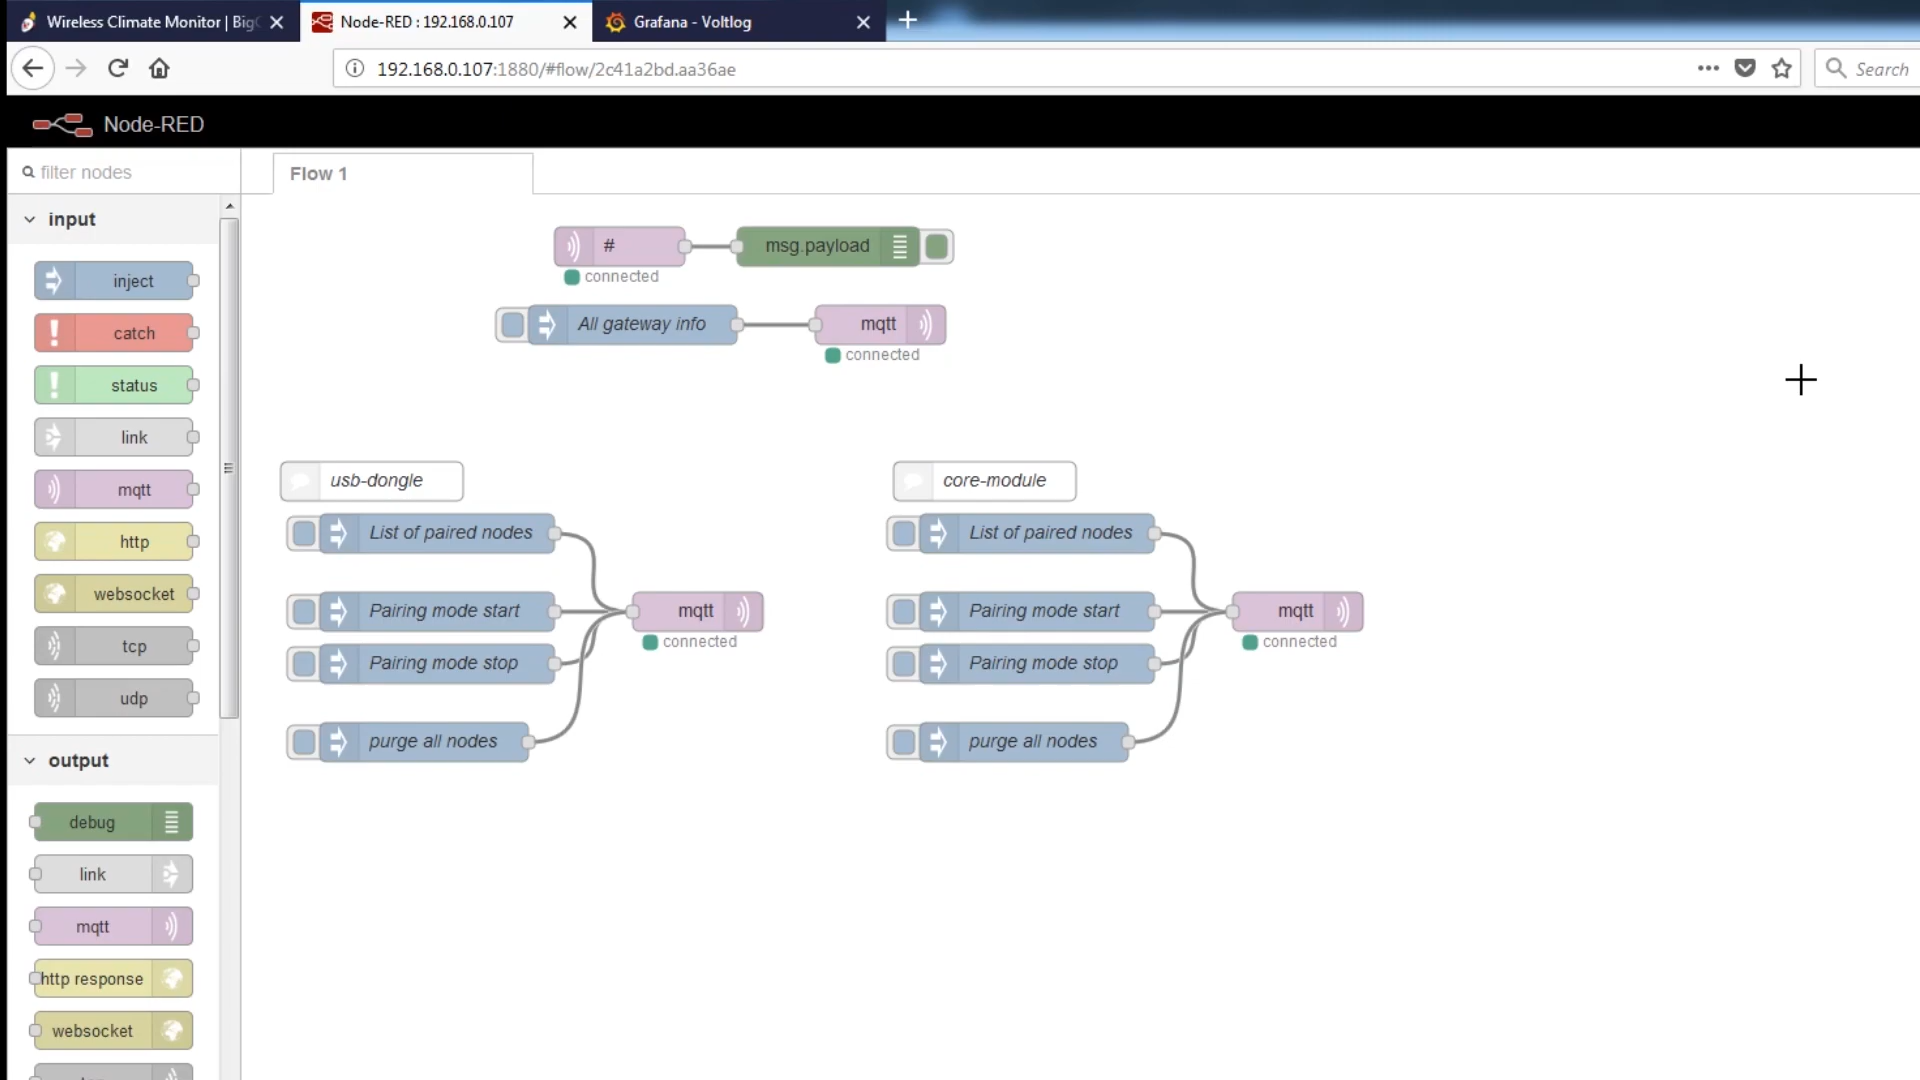 Wireless Climate Monitor | Big
Node-RED : 192.168.0.107
Grafana - Voltlog
192.168.0.107:1880/#flow/2c41a2bd.aa36ae
Search
Node-RED
filter nodes
Flow 1
input
inject
catch
status
link
mqtt
http
websocket
tcp
udp
output
debug
link
mqtt
http response
websocket
#
connected
msg.payload
All gateway info
mqtt
connected
usb-dongle
List of paired nodes
Pairing mode start
Pairing mode stop
purge all nodes
mqtt
connected
core-module
List of paired nodes
Pairing mode start
Pairing mode stop
purge all nodes
mqtt
connected